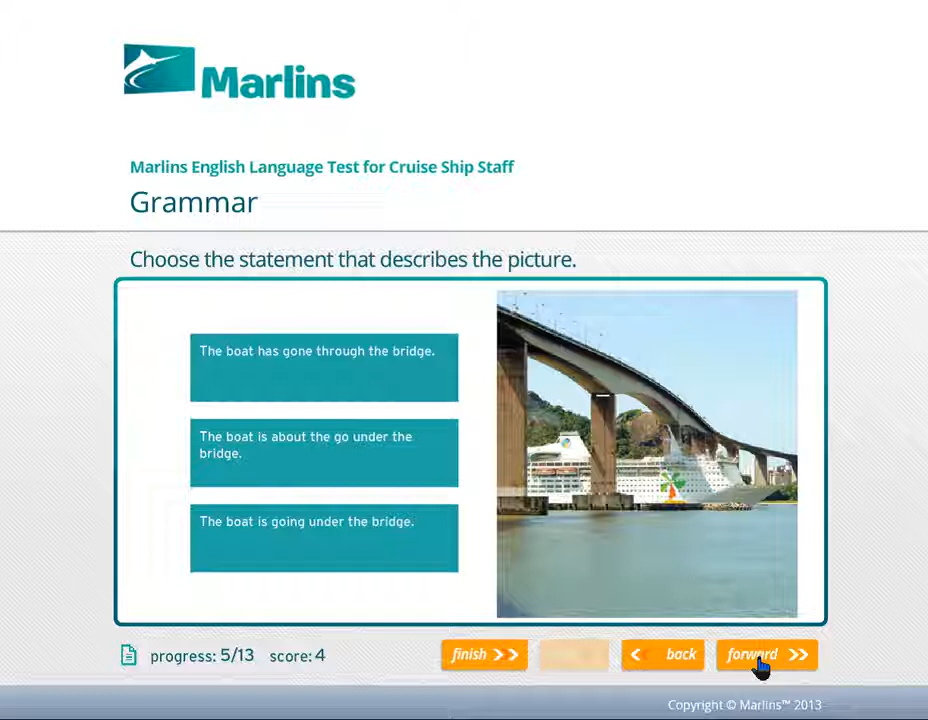 Marlins
Marlins English Language Test for Cruise Ship Staff
Grammar
Choose the statement that describes the picture.
The boat has gone through the bridge.
The boat is about the go under the
bridge.
The boat is going under the bridge.
progress: 5/13 score: 4
finish
back
forward
Copyright © Marlins™ 2013